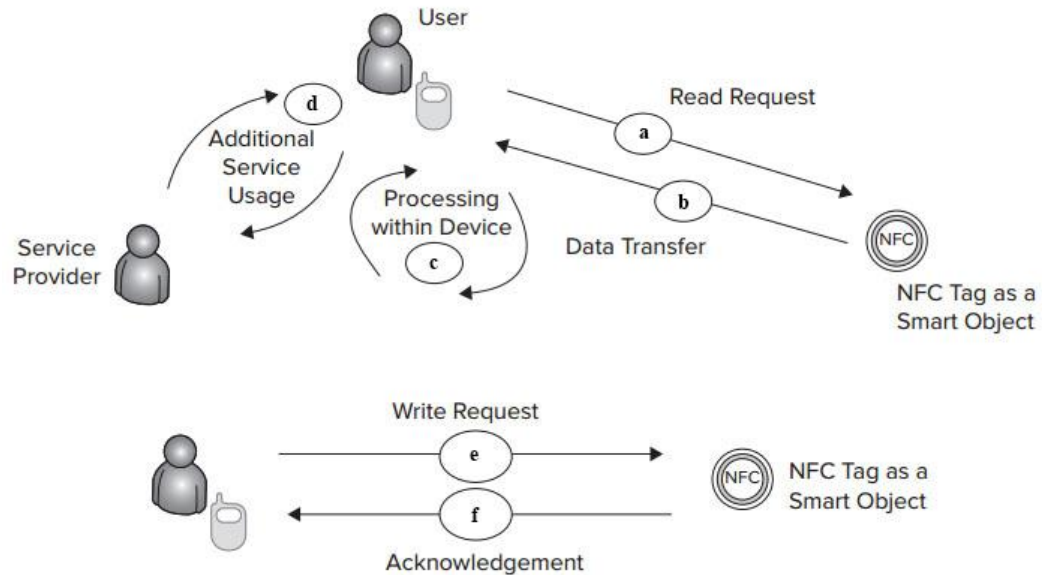 User
d
Read Request
a
Additional
Service
Usage
Processing
within Device
b
c
Data Transfer
NFC
Service
Provider
NFC Tag as a
Smart Object
Write Request
e
NFC
NFC Tag as a
Smart Object
f
Acknowledgement